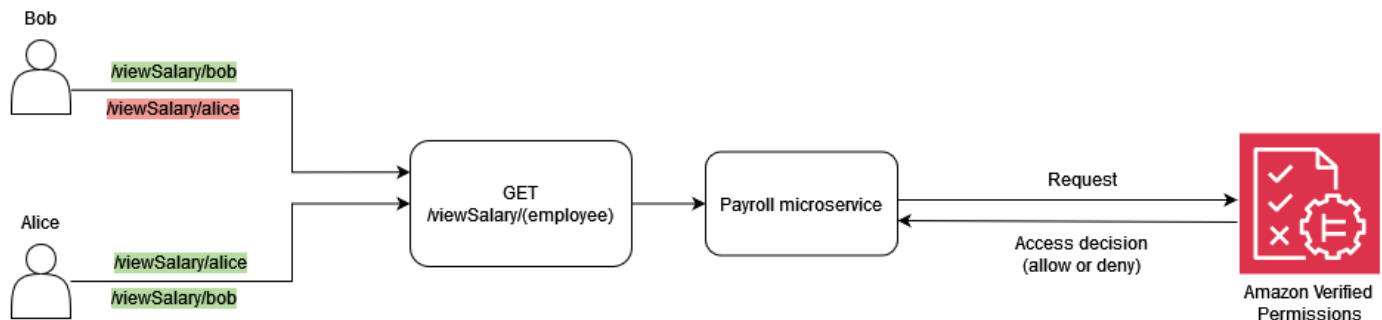 Bob
/viewSalary/bob
/viewSalary/alice
GET
/viewSalary/(employee)
Payroll microservice
Request
Access decision
(allow or deny)
Amazon Verified
Permissions
Alice
/viewSalary/alice
/viewSalary/bob